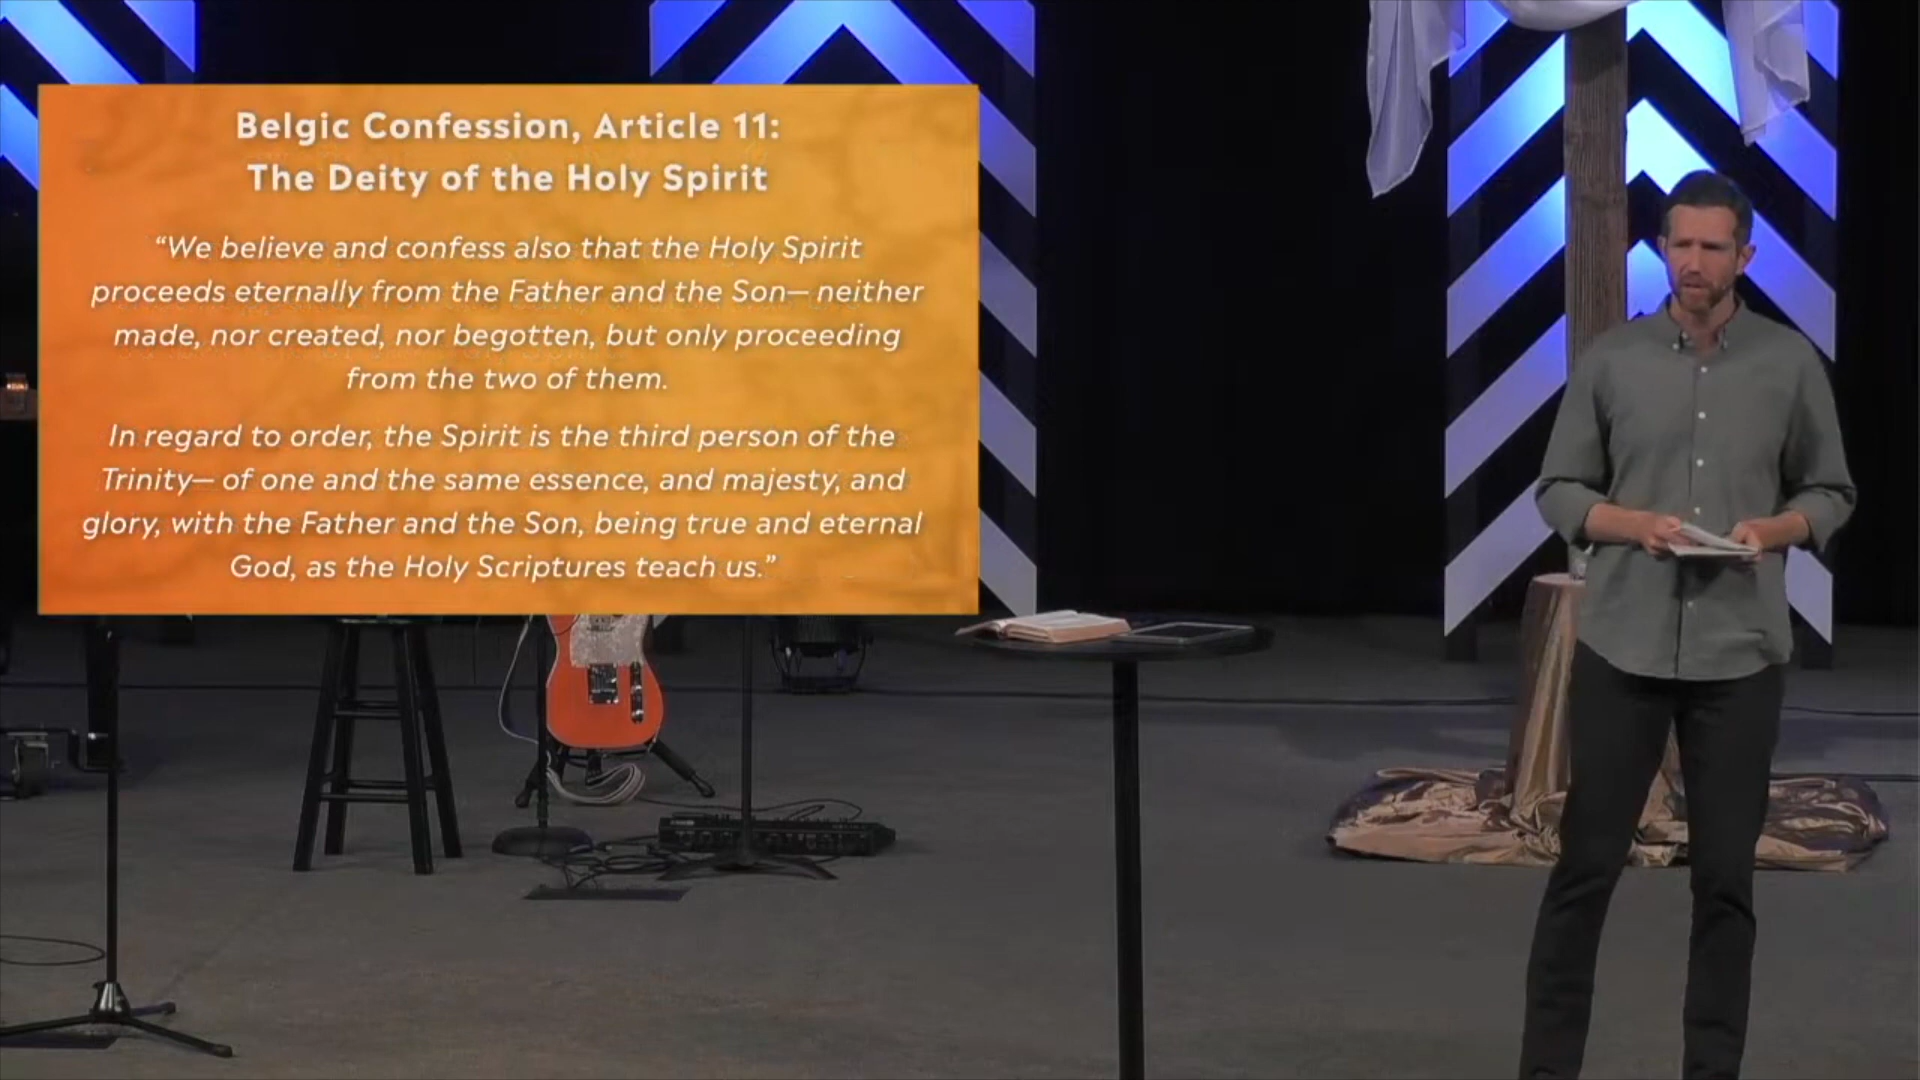 Belgic Confession, Article 11:
The Deity of the Holy Spirit
“We believe and confess also that the Holy Spirit
proceeds eternally from the Father and the Son— neither
made, nor created, nor begotten, but only proceeding
from the two of them.
In regard to order, the Spirit is the third person of the
Trinity— of one and the same essence, and majesty, and
glory, with the Father and the Son, being true and eternal
God, as the Holy Scriptures teach us.”